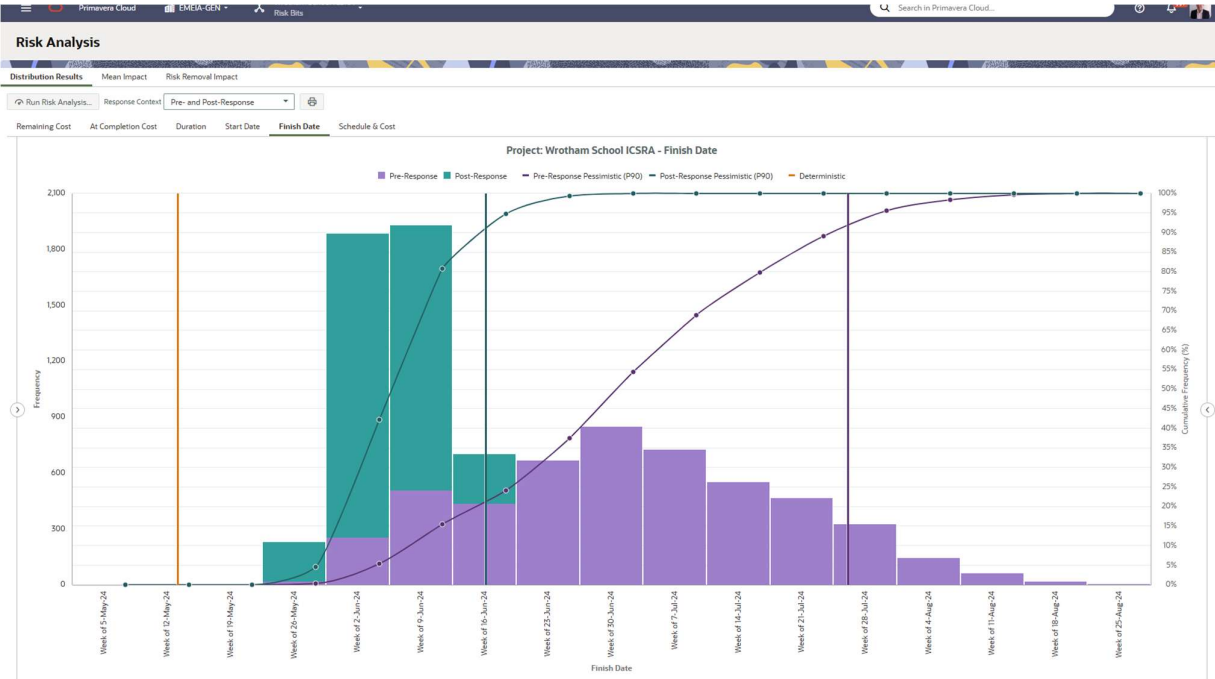 Primavera Cloud
EMEIA-GEN
Risk Bits
Search in Primavera Cloud...
Risk Analysis
Distribution Results Mean Impact Risk Removal Impact
Run Risk Analysis... Response Context Pre- and Post-Response
Remaining Cost At Completion Cost Duration Start Date Finish Date Schedule & Cost
Project: Wrotham School ICSRA - Finish Date
Pre-Response Post-Response Pre-Response Pessimistic (P90) Post-Response Pessimistic (P90) Deterministic
2,100
1,800
1,500
1,200
900
600
300
0
Frequency
100%
95%
90%
85%
80%
75%
70%
65%
60%
55%
50%
45%
40%
35%
30%
25%
20%
15%
10%
5%
0%
Cumulative Frequency (%)
Week of 5-May-24
Week of 12-May-24
Week of 19-May-24
Week of 26-May-24
Week of 2-Jun-24
Week of 9-Jun-24
Week of 16-Jun-24
Week of 23-Jun-24
Week of 30-Jun-24
Week of 7-Jul-24
Week of 14-Jul-24
Week of 21-Jul-24
Week of 28-Jul-24
Week of 4-Aug-24
Week of 11-Aug-24
Week of 18-Aug-24
Week of 25-Aug-24
Finish Date